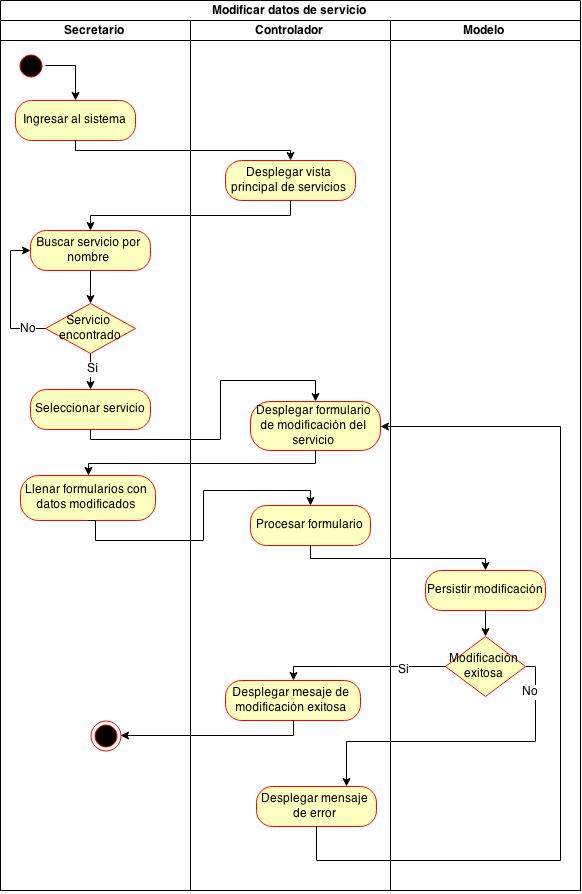 Modificar datos de servicio
Secretario
Controlador
Modelo
Ingresar al sistema
Desplegar vista
principal de servicios
Buscar servicio por
nombre
Servicio
encontrado
No
Si
Seleccionar servicio
Desplegar formulario
de modificación del
servicio
Llenar formularios con
datos modificados
Procesar formulario
Persistir modificación
Modificación
exitosa
Si
No
Desplegar mesaje de
modificación exitosa
Desplegar mensaje
de error